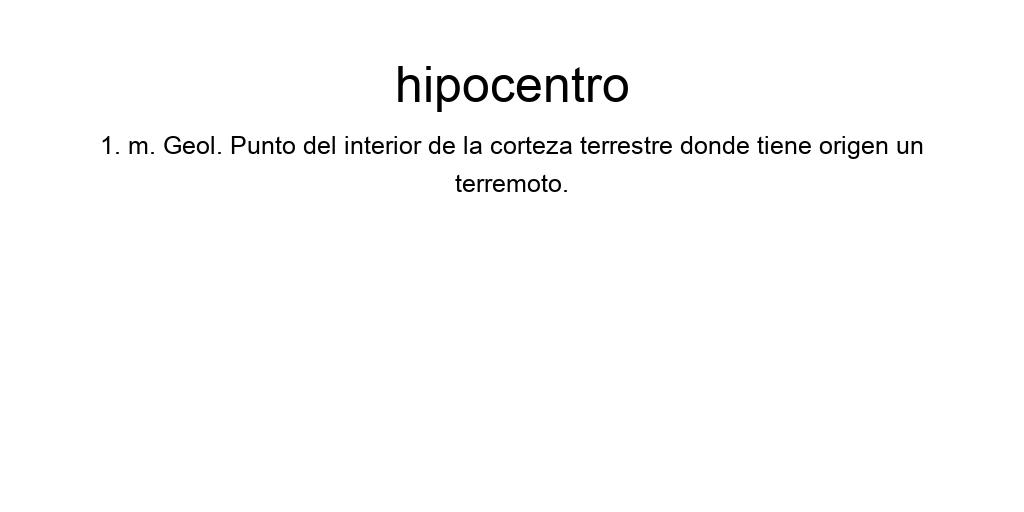 hipocentro
1. m. Geol. Punto del interior de la corteza terrestre donde tiene origen un
terremoto.